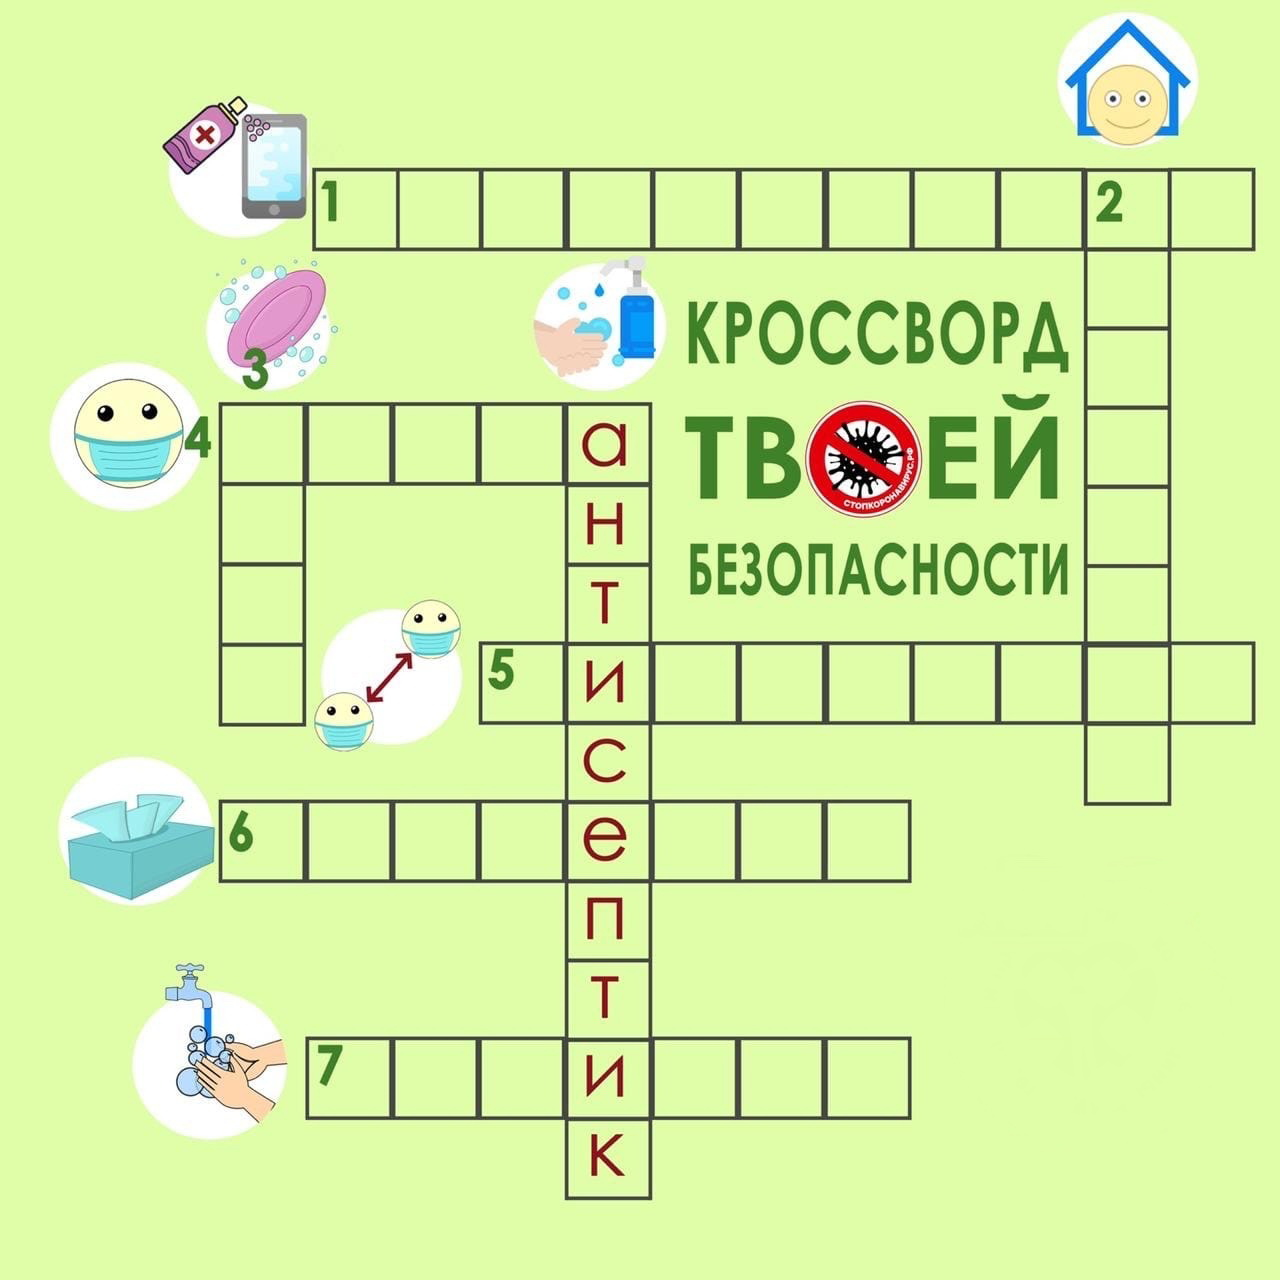 1
2
3
КРОССВОРД
ТВОЕЙ
СТОПКОРОНАВИРУС.РФ
БЕЗОПАСНОСТИ
4
а
н
т
5
и
с
6
е
п
т
7
и
к